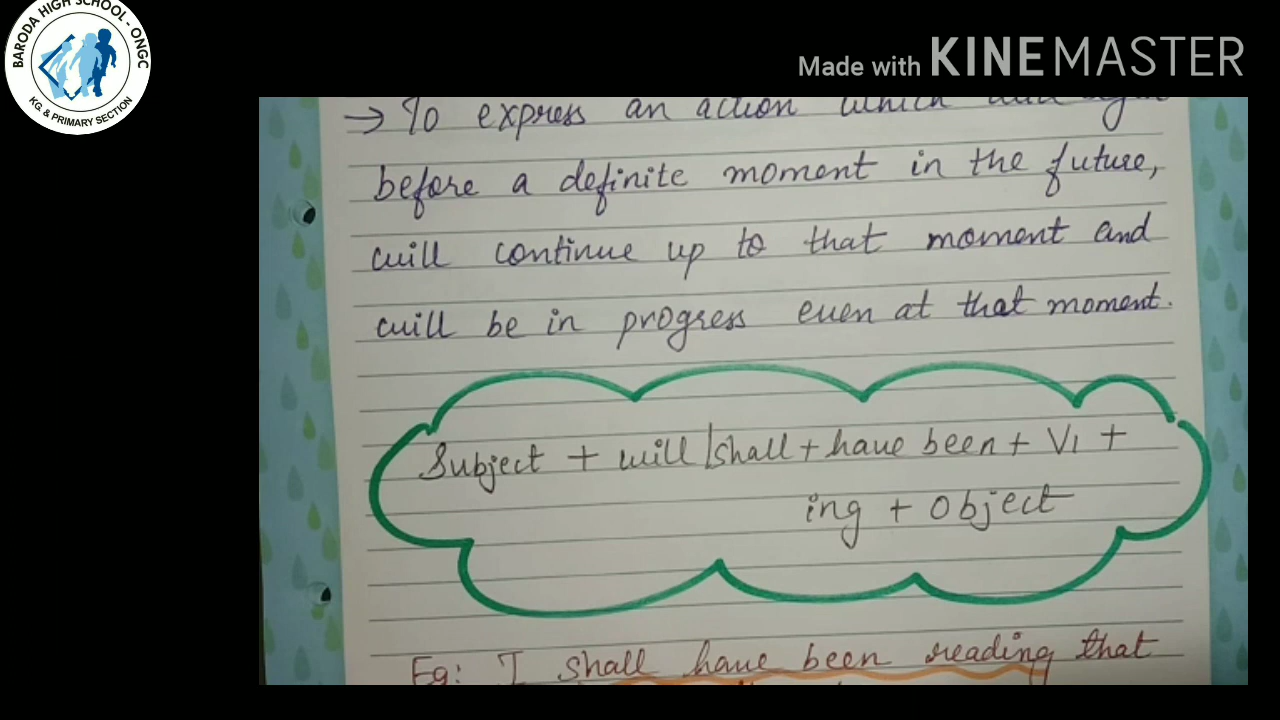 BARODA HIGH SCHOOL - ONGC
KG. & PRIMARY SECTION
Made with KINEMASTER
→ To express an action which will
before a definite moment in the future,
will continue up to that moment and
will be in progress even at that moment.
Subject + will/shall + have been + V1 +
ing + Object
Eg: I shall have been reading that